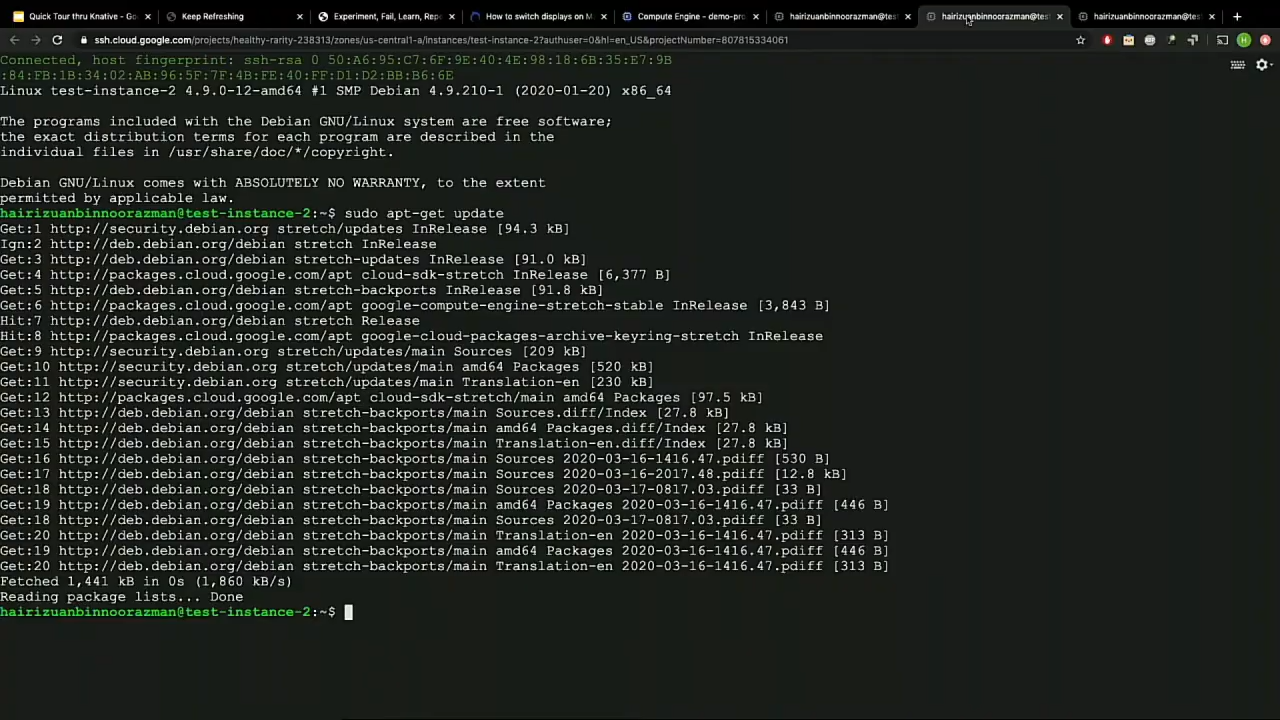 Quick Tour thru Knative - Go
Keep Refreshing
Experiment, Fail, Learn, Rep
How to switch displays on M
Compute Engine - demo-pro
hairizuanbinnoorazman@test
hairizuanbinnoorazman@tes
hairizuanbinnoorazman@test
ssh.cloud.google.com/projects/healthy-rarity-238313/zones/us-central1-a/instances/test-instance-2?authuser=0&hl=en_US&projectNumber=807815334061
Connected, host fingerprint: ssh-rsa 0 50:A6:95:C7:6F:9E:40:4E:98:18:6B:35:E7:9B
:84:FB:1B:34:02:AB:96:5F:7F:4B:FE:40:FF:D1:D2:BB:B6:6E
Linux test-instance-2 4.9.0-12-amd64 #1 SMP Debian 4.9.210-1 (2020-01-20) x86_64
The programs included with the Debian GNU/Linux system are free software;
the exact distribution terms for each program are described in the
individual files in /usr/share/doc/*/copyright.
Debian GNU/Linux comes with ABSOLUTELY NO WARRANTY, to the extent
permitted by applicable law.
hairizuanbinnoorazman@test-instance-2:~$ sudo apt-get update
Get:1 http://security.debian.org stretch/updates InRelease [94.3 kB]
Ign:2 http://deb.debian.org/debian stretch InRelease
Get:3 http://deb.debian.org/debian stretch-updates InRelease [91.0 kB]
Get:4 http://packages.cloud.google.com/apt cloud-sdk-stretch InRelease [6,377 B]
Get:5 http://deb.debian.org/debian stretch-backports InRelease [91.8 kB]
Get:6 http://packages.cloud.google.com/apt google-compute-engine-stretch-stable InRelease [3,843 B]
Hit:7 http://deb.debian.org/debian stretch Release
Hit:8 http://packages.cloud.google.com/apt google-cloud-packages-archive-keyring-stretch InRelease
Get:9 http://security.debian.org stretch/updates/main Sources [209 kB]
Get:10 http://security.debian.org stretch/updates/main amd64 Packages [520 kB]
Get:11 http://security.debian.org stretch/updates/main Translation-en [230 kB]
Get:12 http://packages.cloud.google.com/apt cloud-sdk-stretch/main amd64 Packages [97.5 kB]
Get:13 http://deb.debian.org/debian stretch-backports/main Sources.diff/Index [27.8 kB]
Get:14 http://deb.debian.org/debian stretch-backports/main amd64 Packages.diff/Index [27.8 kB]
Get:15 http://deb.debian.org/debian stretch-backports/main Translation-en.diff/Index [27.8 kB]
Get:16 http://deb.debian.org/debian stretch-backports/main Sources 2020-03-16-1416.47.pdiff [530 B]
Get:17 http://deb.debian.org/debian stretch-backports/main Sources 2020-03-16-2017.48.pdiff [12.8 kB]
Get:18 http://deb.debian.org/debian stretch-backports/main Sources 2020-03-17-0817.03.pdiff [33 B]
Get:19 http://deb.debian.org/debian stretch-backports/main amd64 Packages 2020-03-16-1416.47.pdiff [446 B]
Get:18 http://deb.debian.org/debian stretch-backports/main Sources 2020-03-17-0817.03.pdiff [33 B]
Get:20 http://deb.debian.org/debian stretch-backports/main Translation-en 2020-03-16-1416.47.pdiff [313 B]
Get:19 http://deb.debian.org/debian stretch-backports/main amd64 Packages 2020-03-16-1416.47.pdiff [446 B]
Get:20 http://deb.debian.org/debian stretch-backports/main Translation-en 2020-03-16-1416.47.pdiff [313 B]
Fetched 1,441 kB in 0s (1,860 kB/s)
Reading package lists... Done
hairizuanbinnoorazman@test-instance-2:~$